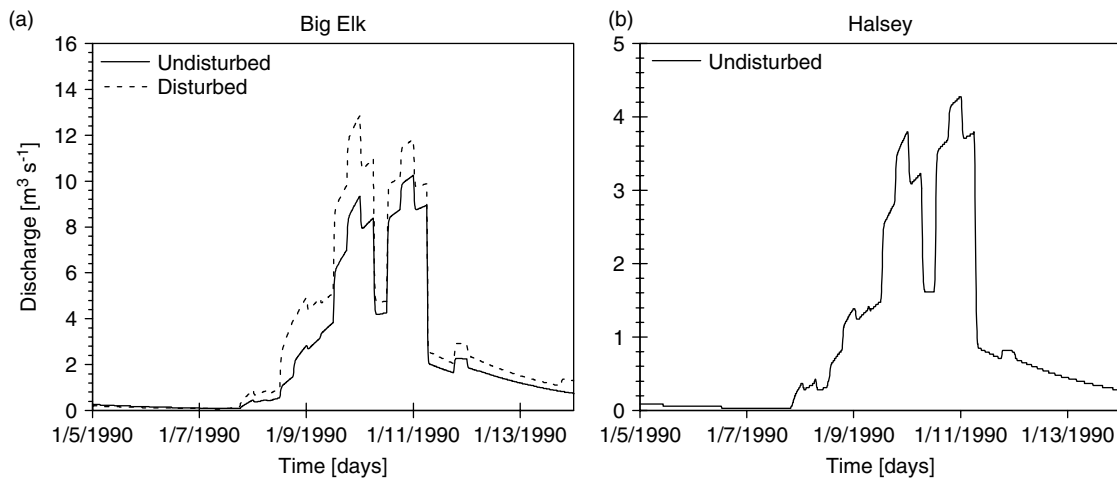 (a)
Big Elk
Undisturbed
Disturbed
16
14
12
10
8
6
4
2
0
Discharge [m³ s⁻¹]
1/5/1990 1/7/1990 1/9/1990 1/11/1990 1/13/1990
Time [days]
(b)
Halsey
Undisturbed
5
4
3
2
1
0
1/5/1990 1/7/1990 1/9/1990 1/11/1990 1/13/1990
Time [days]